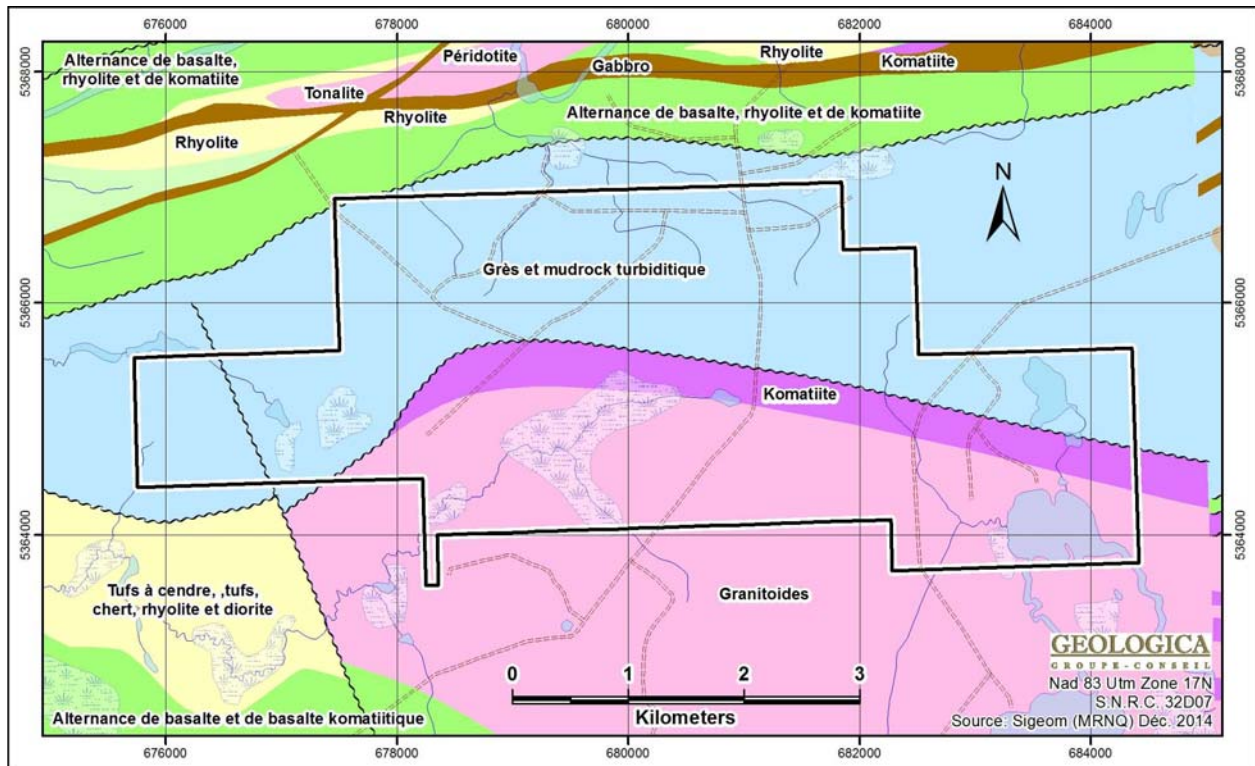 676000
678000
680000
682000
684000
5368000
5368000
Alternance de basalte,
rhyolite et de komatiite
Péridotite
Rhyolite
Gabbro
Komatiite
Tonalite
Rhyolite
Alternance de basalte, rhyolite et de komatiite
Rhyolite
N
Grès et mudrock turbiditique
5366000
5366000
Komatiite
5364000
5364000
Tufs à cendre, ,tufs,
chert, rhyolite et diorite
Granitoides
GEOLOGICA
GROUPE-CONSEIL
0 1 2 3
Kilometers
Nad 83 Utm Zone 17N
S.N.R.C. 32D07
Source: Sigeom (MRNQ) Déc. 2014
Alternance de basalte et de basalte komatiitique
676000
678000
680000
682000
684000